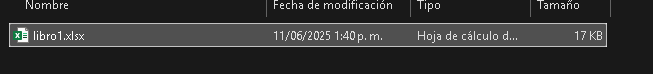 Nombre Fecha de modificación Tipo Tamaño
libro1.xlsx 11/06/2025 1:40 p. m. Hoja de cálculo d... 17 KB